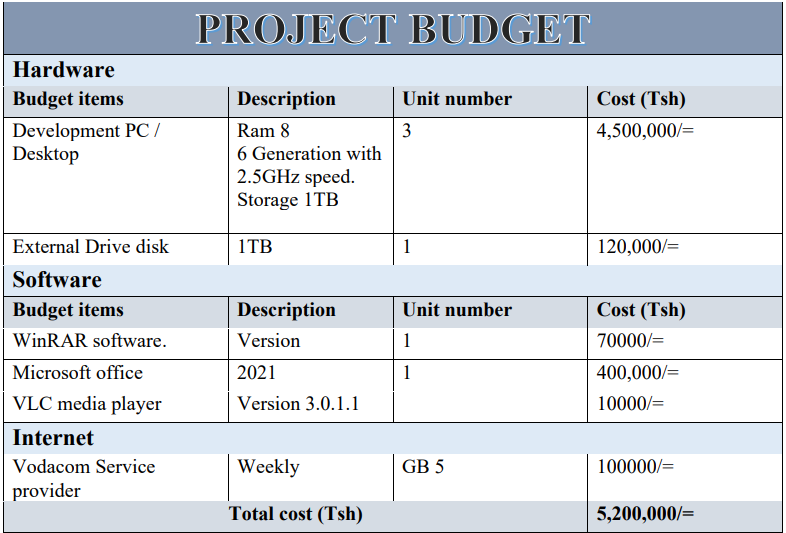 PROJECT BUDGET
Hardware
Budget items Description Unit number Cost (Tsh)
Development PC / Desktop Ram 8 3 4,500,000/=
6 Generation with
2.5GHz speed.
Storage 1TB
External Drive disk 1TB 1 120,000/=
Software
Budget items Description Unit number Cost (Tsh)
WinRAR software. Version 1 70000/=
Microsoft office 2021 1 400,000/=
VLC media player Version 3.0.1.1 10000/=
Internet
Vodacom Service provider Weekly GB 5 100000/=
Total cost (Tsh) 5,200,000/=